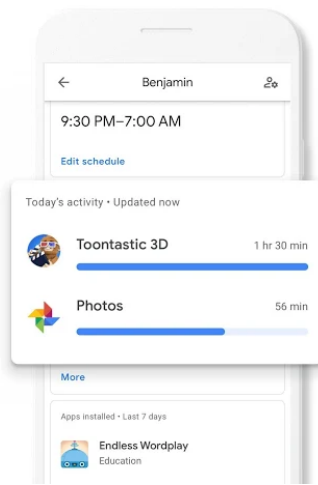 Benjamin
9:30 PM–7:00 AM
Edit schedule
Today's activity • Updated now
Toontastic 3D 1 hr 30 min
Photos 56 min
More
Apps installed • Last 7 days
Endless Wordplay
Education